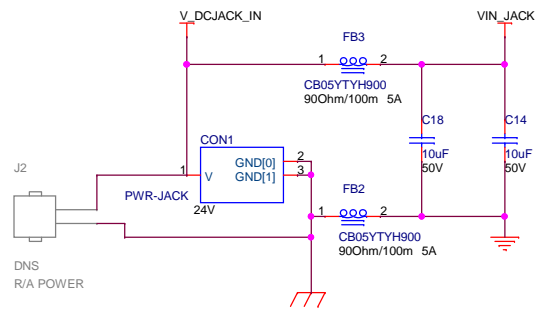 V_DCJACK_IN
VIN_JACK
FB3
1
2
CB05YTYH900
90Ohm/100m 5A
C18
C14
CON1
10uF
50V
10uF
50V
1
V
GND[0]
2
GND[1]
3
J2
PWR-JACK
24V
FB2
1
2
CB05YTYH900
90Ohm/100m 5A
DNS
R/A POWER